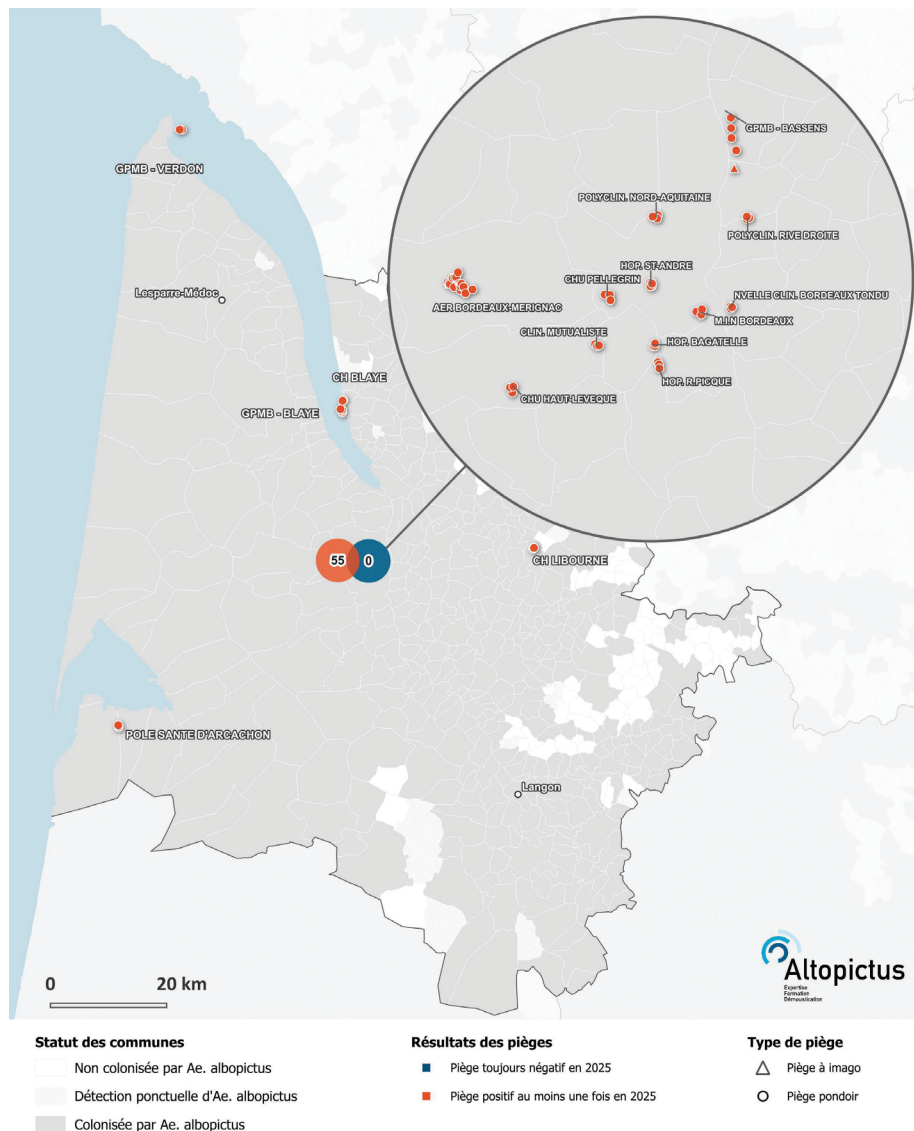 GPMB - BASSENS
GPMB - VERDON
POLYCLIN. NORD-AQUITAINE
POLYCLIN. RIVE DROITE
HOP. ST-ANDRE
CHU PELLEGRIN
Lesparre-Médoc
NVELLE CLIN. BORDEAUX TONDU
AER BORDEAUX-MERIGNAC
M.I.N BORDEAUX
CLIN. MUTUALISTE
HOP. BAGATELLE
CH BLAYE
HOP. R.PICQUE
CHU HAUT-LEVEQUE
GPMB - BLAYE
55
0
CH LIBOURNE
POLE SANTE D'ARCACHON
Langon
Altopictus
Expertise
Formation
Démoustication
0 20 km
Statut des communes
Non colonisée par Ae. albopictus
Détection ponctuelle d'Ae. albopictus
Colonisée par Ae. albopictus
Résultats des pièges
Piège toujours négatif en 2025
Piège positif au moins une fois en 2025
Type de piège
Piège à imago
Piège pondoir